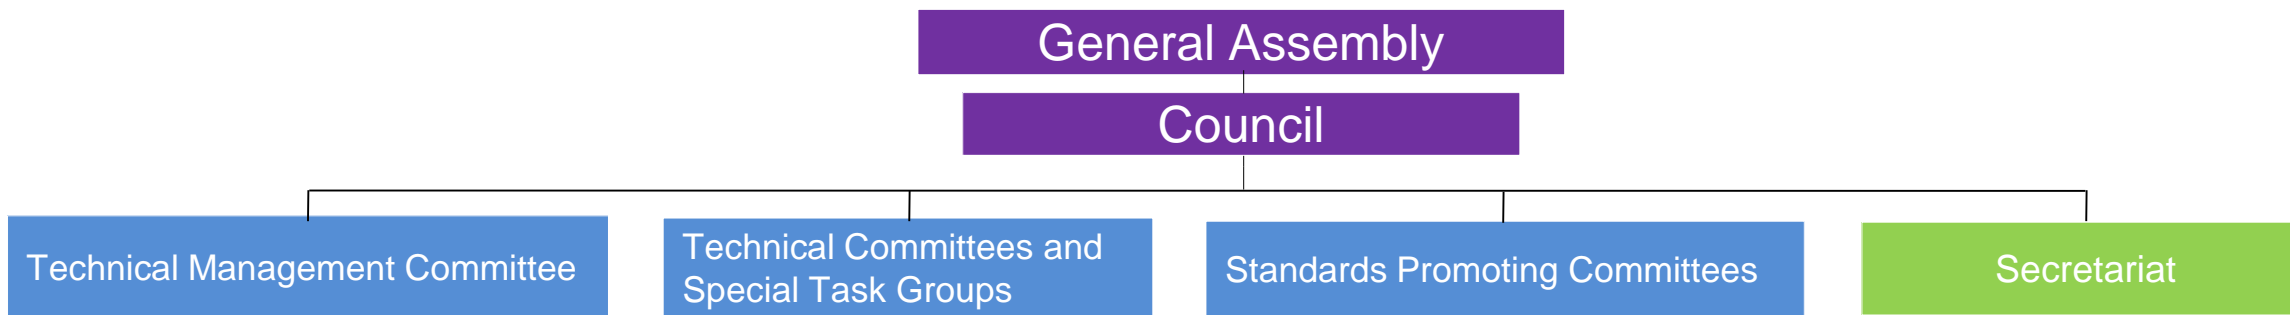 General Assembly
Council
Technical Management Committee
Technical Committees and
Special Task Groups
Standards Promoting Committees
Secretariat